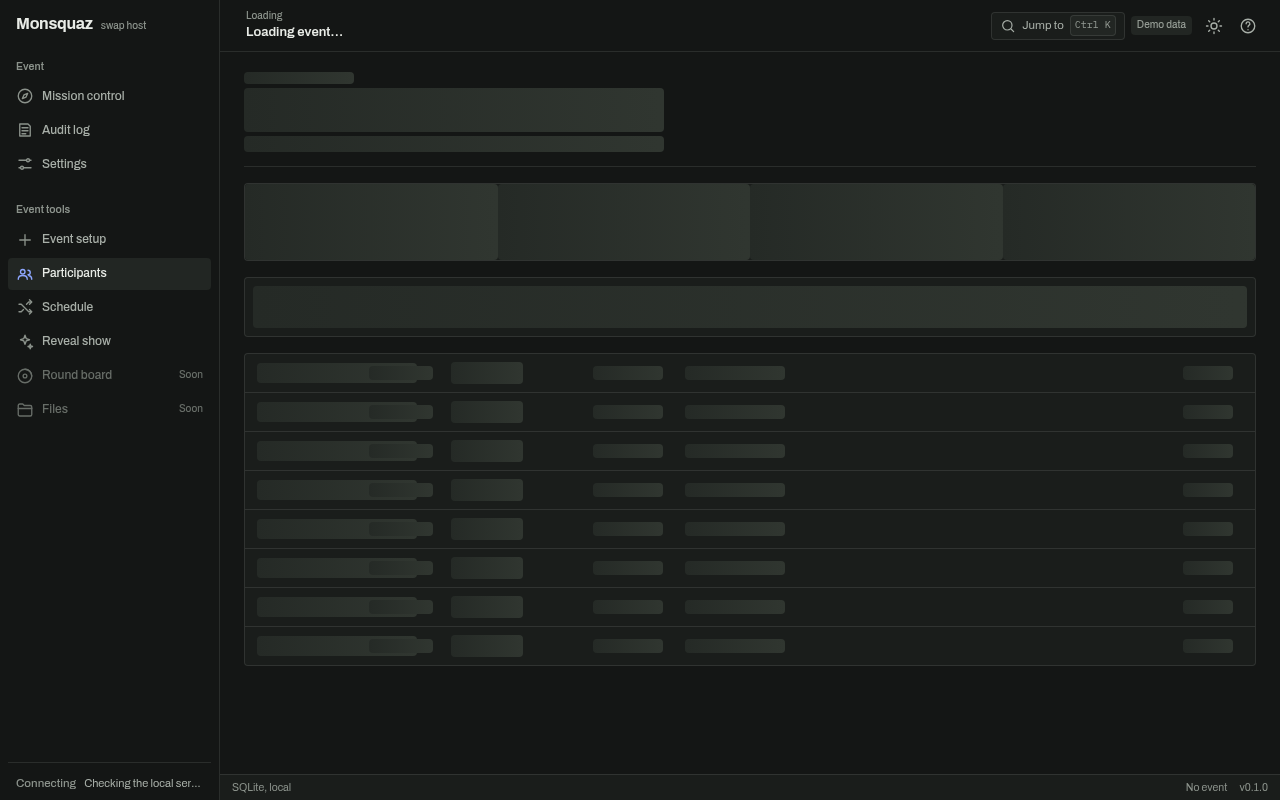 Monsquaz swap host
Event
Mission control
Audit log
Settings
Event tools
Event setup
Participants
Schedule
Reveal show
Round board Soon
Files Soon
Connecting Checking the local ser...
Loading
Loading event...
Jump to Ctrl K
Demo data
SQLite, local
No event v0.1.0